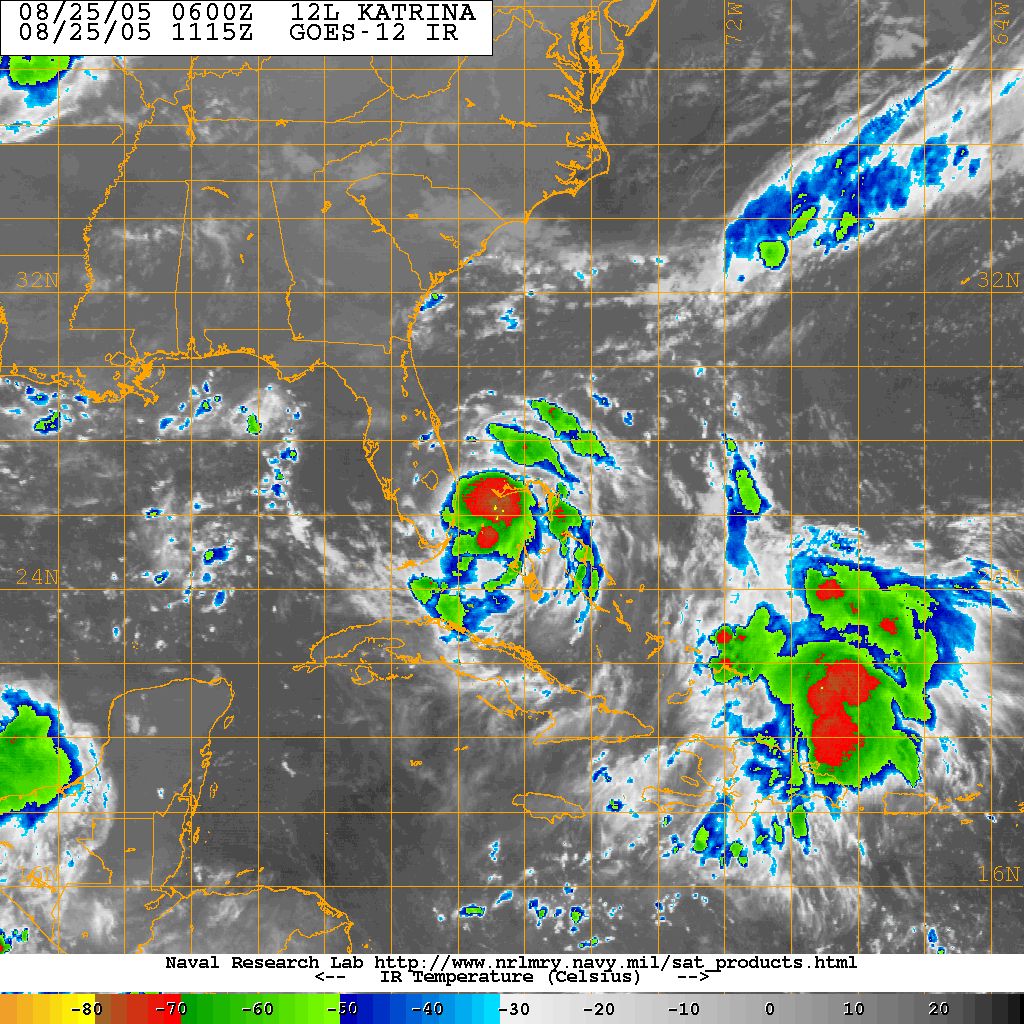 08/25/05 0600Z 12L KATRINA
08/25/05 1115Z GOES-12 IR
72W
64W
32N
32N
24N
16N
Naval Research Lab http://www.nrlmry.navy.mil/sat_products.html
<-- IR Temperature (Celsius) -->
-80 -70 -60 -50 -40 -30 -20 -10 0 10 20